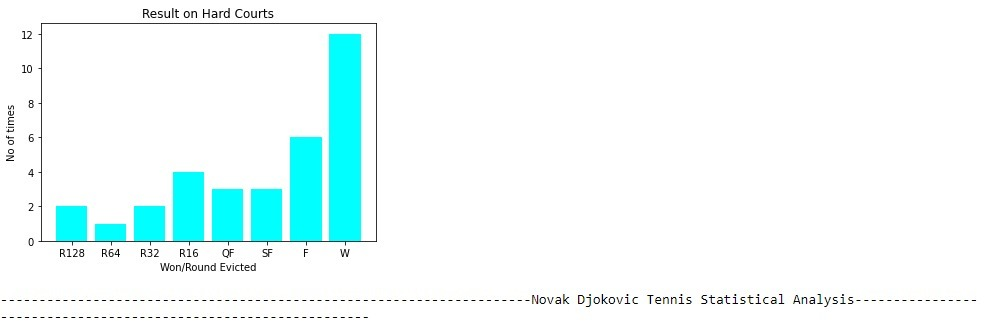 Result on Hard Courts
12
10
8
6
4
2
0
No of times
R128 R64 R32 R16 QF SF F W
Won/Round Evicted
----------------------------------------------------------------------Novak Djokovic Tennis Statistical Analysis----------------
-------------------------------------------------